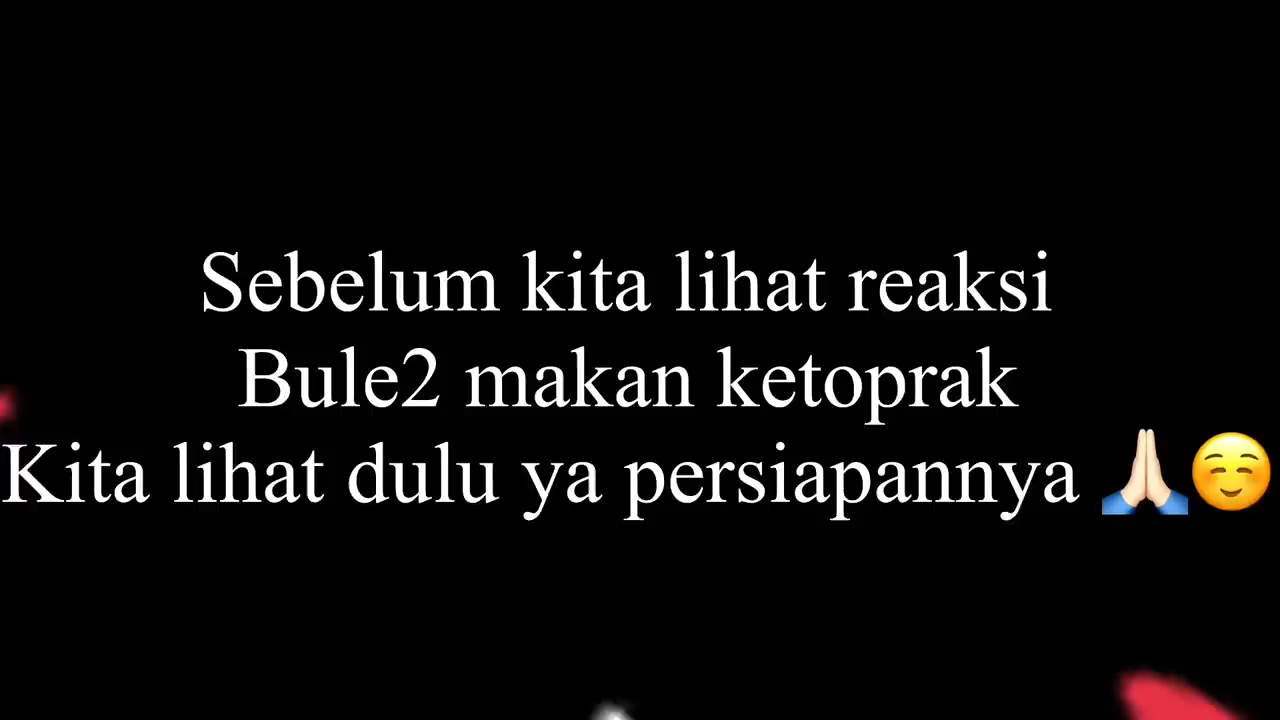 Sebelum kita lihat reaksi
Bule2 makan ketoprak
Kita lihat dulu ya persiapannya 🙏🏻☺️